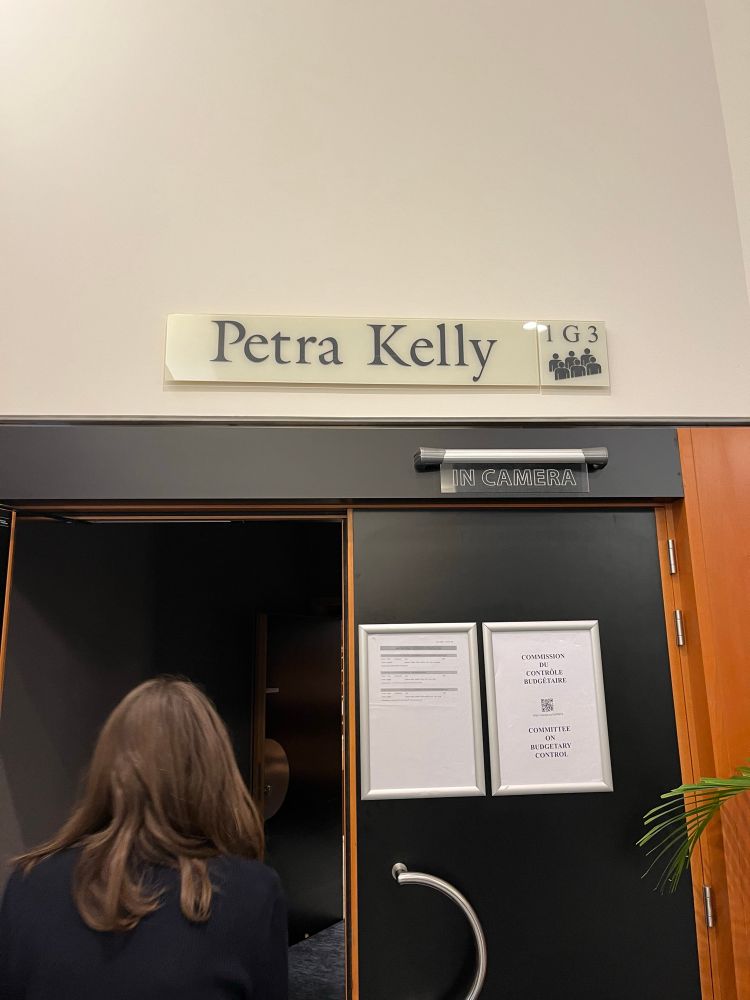 Petra Kelly
1G3
IN CAMERA
COMMISSION
DU
CONTRÔLE
BUDGÉTAIRE
COMMITTEE
ON
BUDGETARY
CONTROL